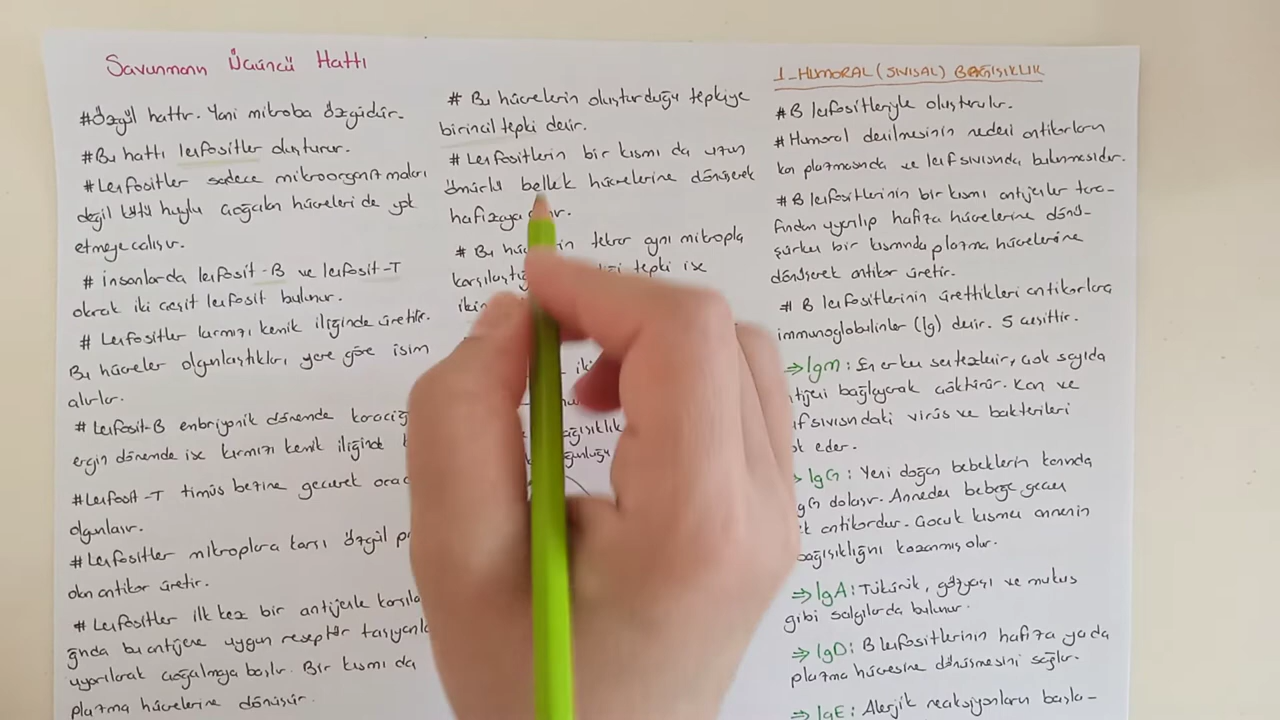 Savunmanın Üçüncü Hattı
#Özgül hattır. Yani mikroba özgüdür.
#Bu hattı lenfositler oluşturur.
#Lenfositler sadece mikroorganizmaları
değil kötü huylu çoğalan hücreleri de yok
etmeye çalışır.
# insanlarda lenfosit-B ve lenfosit-T
olarak iki çeşit lenfosit bulunur.
# Lenfositler kırmızı kemik iliğinde üretilir.
Bu hücreler olgunlaştıkları yere göre isim
alırlar.
# Lenfosit-B embriyonik dönemde
ergin dönemde ise kırmızı kemik iliğinde
#Lenfosit-T timüs bezine geçerek
olgunlaşır.
# Lenfositler mikroplara karşı özgül
olan antikor üretir.
# Lenfositler ilk kez bir antijenle
ğında bu antijene uygun reseptör
uyarılarak çoğalmaya başlar. Bir kısmı da
plazma hücrelerine dönüşür.
# Bu hücrelerin oluşturduğu tepkiye
birincil tepki denir.
# Lenfositlerin bir kısmı da uzun
ömürlü bellek hücrelerine dönüşerek
hafızaya
# Bu tekrar aynı mikropla
tepki ise
1-HUMORAL (SIVISAL) BAĞIŞIKLIK
#B lenfositleriyle oluşturulur.
# Humoral denilmesinin nedeni antikorların
kan plazmasında ve lenf sıvısında bulunmasıdır.
# B lenfositlerinin bir kısmı antijenler tara-
fından uyarılıp hafıza hücrelerine dönü-
şürken bir kısmında plazma hücrelerine
dönüşerek antikor üretir.
# B lenfositlerinin ürettikleri antikorlara
immunoglobulinler (Ig) denir. 5 çeşittir.
⇒ IgM: En erken sentezlenir, çok sayıda
bağlayarak çöktürür. Kan ve
sıvısındaki virüs ve bakterileri
eder.
IgG: Yeni doğan bebeklerin kanında
dolaşır. Anneden bebeğe geçen
antikordur. Çocuk kısmen annenin
bağışıklığını kazanmış olur.
⇒ IgA: Tükürük, gözyaşı ve mukus
gibi salgılarda bulunur.
⇒ IgD: B lenfositlerinin hafıza ya da
plazma hücresine dönüşmesini sağlar.
⇒ IgE: Alerjik reaksiyonların başla-